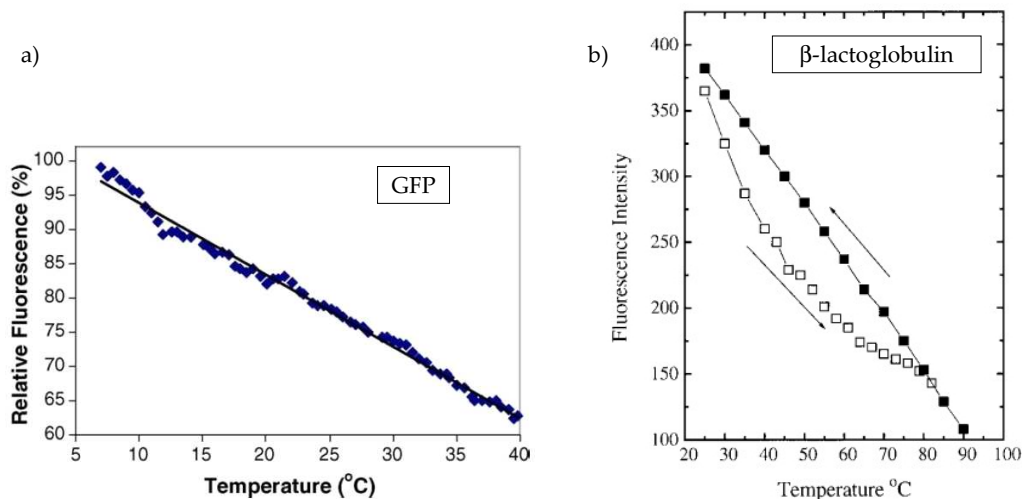 a)
GFP
Relative Fluorescence (%)
100
95
90
85
80
75
70
65
60
5 10 15 20 25 30 35 40
Temperature (°C)
b)
β-lactoglobulin
Fluorescence Intensity
400
350
300
250
200
150
100
20 30 40 50 60 70 80 90 100
Temperature °C